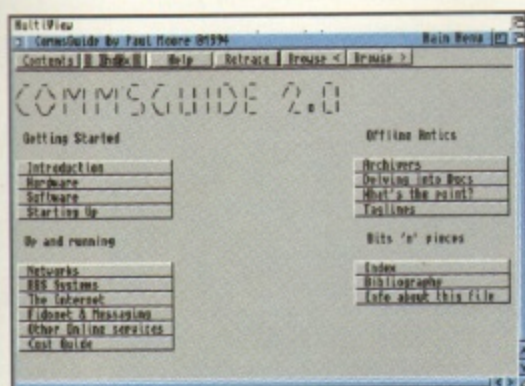 MultiView
CommsGuide by Paul Moore ©1994 Main Menu
Contents Index Help Retrace Browse < Browse >
COMMSGUIDE 2.0
Getting Started
Introduction
Hardware
Software
Starting Up
Up and running
Networks
BBS Systems
The Internet
Fidonet & Messaging
Other Online services
Cost Guide
Offline Antics
Archivers
Delving into Docs
What's the point?
Taglines
Bits 'n' pieces
Index
Bibliography
Info about this file